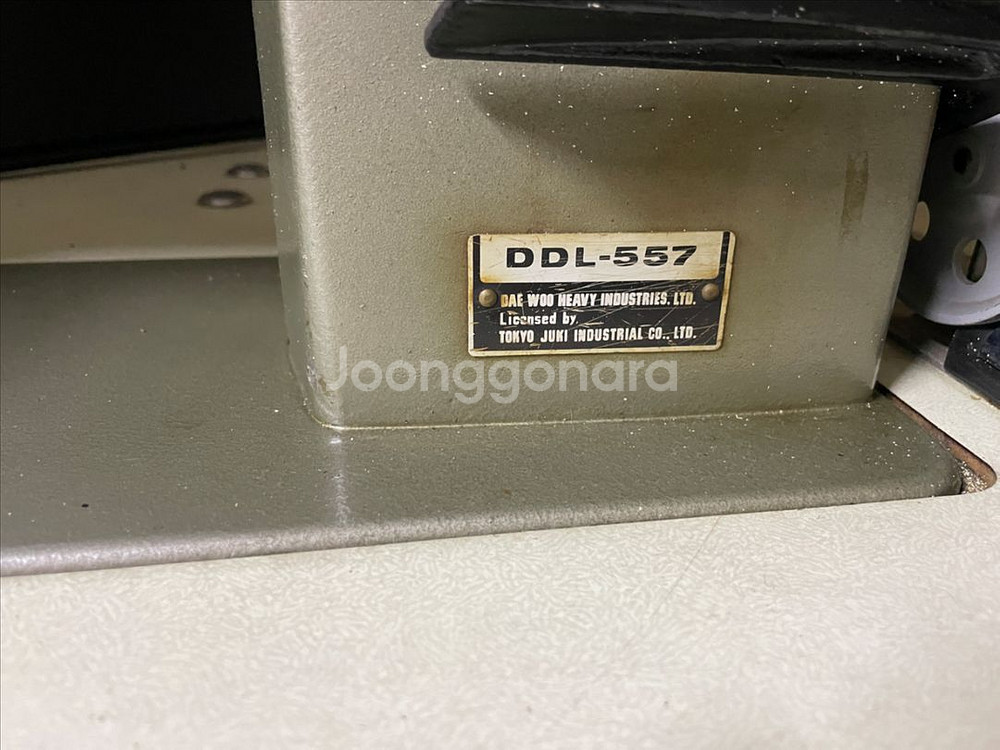 DDL-557
DAE WOO HEAVY INDUSTRIES. LTD.
Licensed by
TOKYO JUKI INDUSTRIAL CO., LTD.
Joonggonara